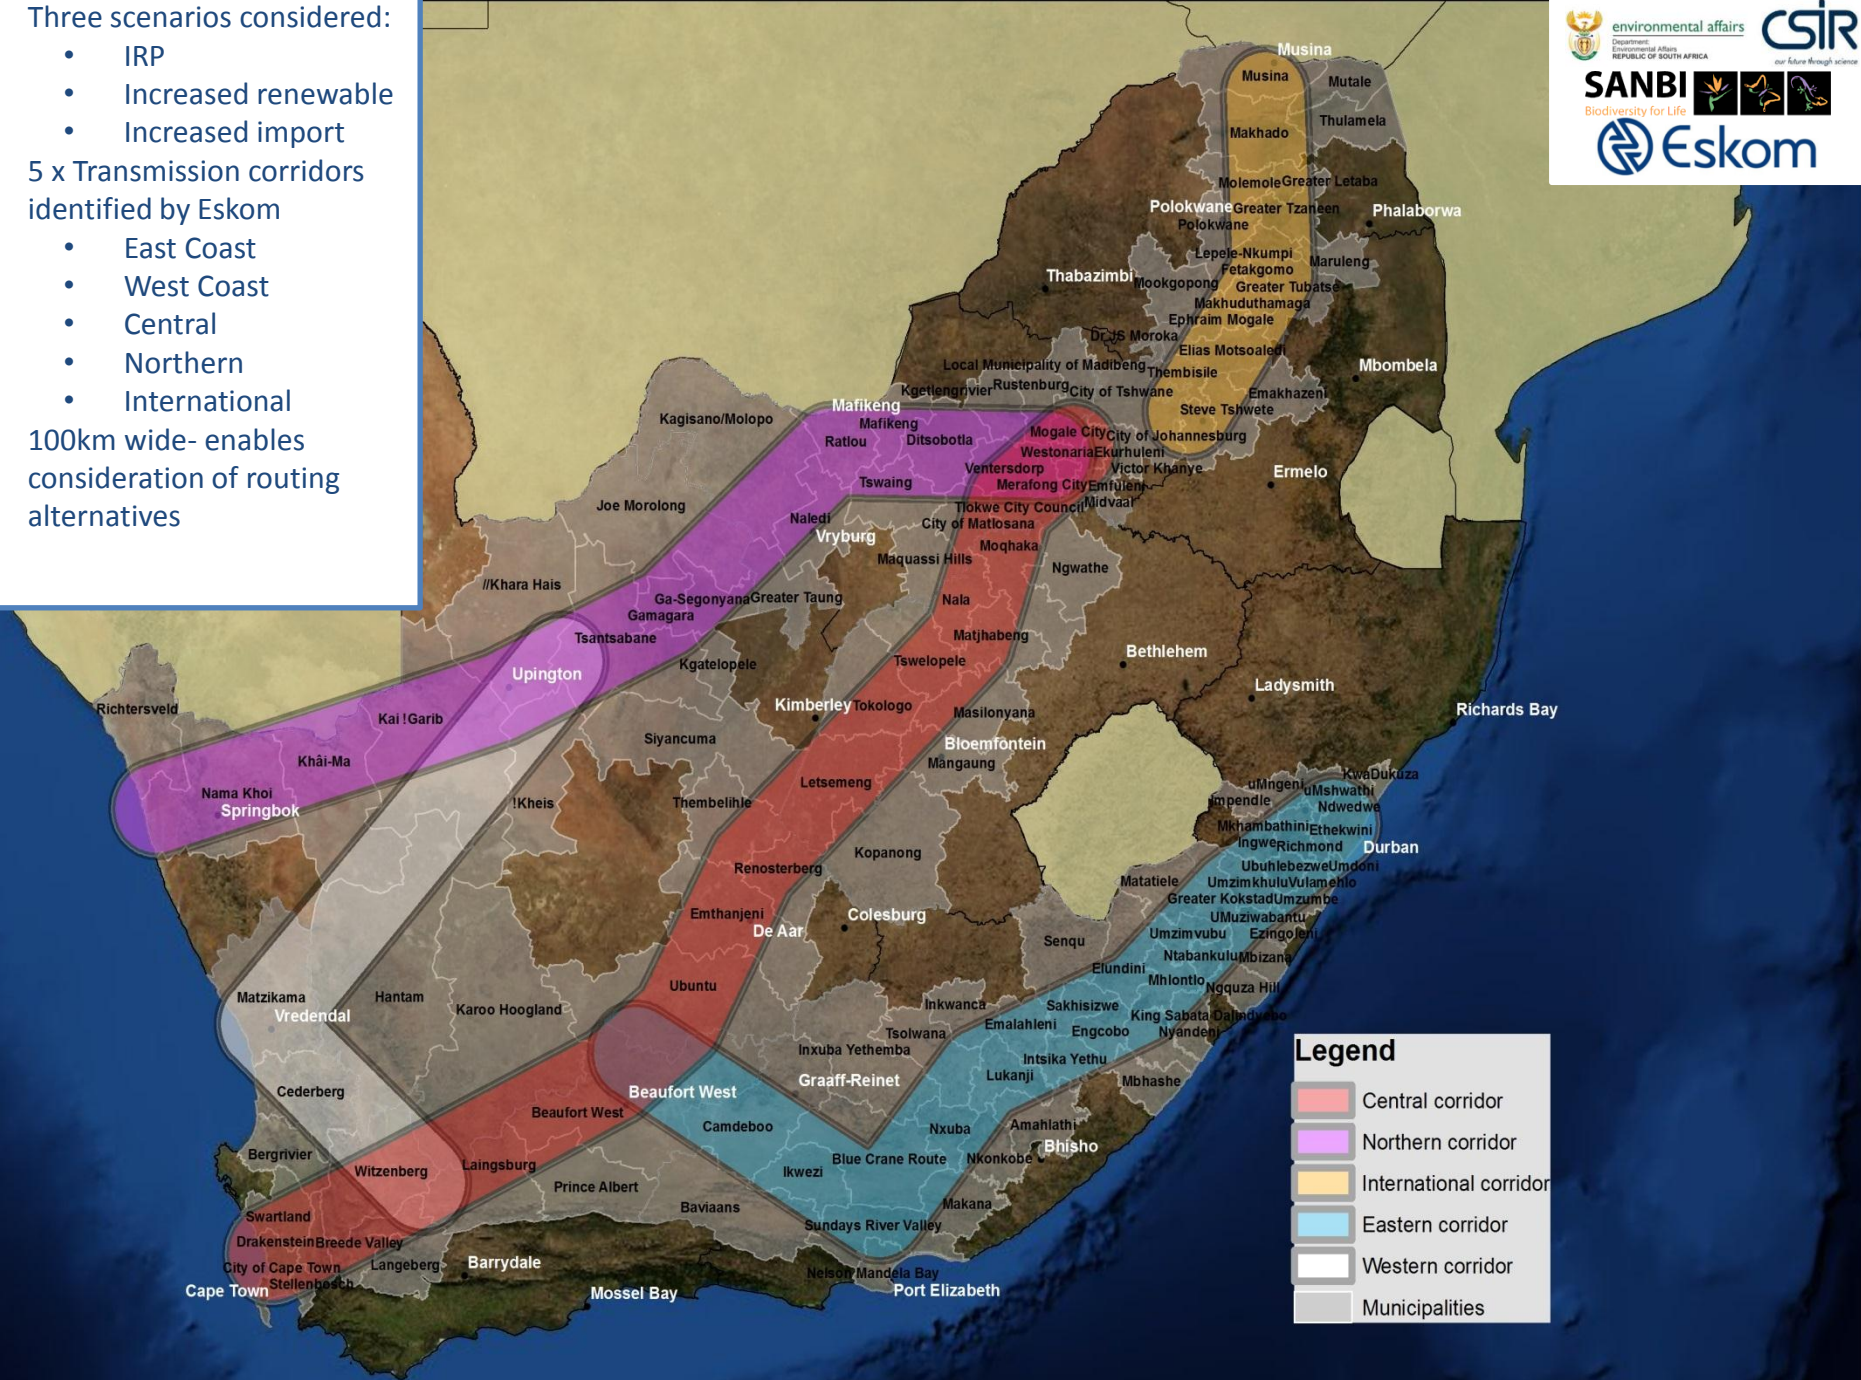 Three scenarios considered:
• IRP
• Increased renewable
• Increased import
5 x Transmission corridors
identified by Eskom
• East Coast
• West Coast
• Central
• Northern
• International
100km wide- enables
consideration of routing
alternatives
environmental affairs
Department:
Environmental Affairs
REPUBLIC OF SOUTH AFRICA
CSIR
our future through science
SANBI
Biodiversity for Life
Eskom
Musina
Musina
Mutale
Thulamela
Makhado
Molemole
Greater Letaba
Polokwane
Greater Tzaneen
Phalaborwa
Polokwane
Lepele-Nkumpi
Maruleng
Fetakgomo
Thabazimbi
Mookgopong
Greater Tubatse
Makhuduthamaga
Ephraim Mogale
Dr JS Moroka
Elias Motsoaledi
Local Municipality of Madibeng
Thembisile
Mbombela
Kgetlengrivier
Rustenburg
City of Tshwane
Emakhazeni
Mafikeng
Steve Tshwete
Kagisano/Molopo
Mafikeng
Ratlou
Ditsobotla
Mogale City
City of Johannesburg
Westonaria
Ekurhuleni
Ventersdorp
Victor Khanye
Ermelo
Tswaing
Merafong City
Emfuleni
Joe Morolong
Tlokwe City Council
Midvaal
Naledi
City of Matlosana
Vryburg
Moqhaka
Maquassi Hills
Ngwathe
//Khara Hais
Ga-Segonyana
Greater Taung
Nala
Gamagara
Tsantsabane
Matjhabeng
Kgatelopele
Tswelopele
Bethlehem
Upington
Ladysmith
Richtersveld
Kai !Garib
Kimberley
Tokologo
Masilonyana
Richards Bay
Siyancuma
Bloemfontein
Khâi-Ma
Mangaung
Nama Khoi
Letsemeng
KwaDukuza
uMngeni
uMshwathi
Springbok
!Kheis
Thembelihle
Impendle
Ndwedwe
Mkhambathini
Ethekwini
Ingwe
Richmond
Durban
Kopanong
Renosterberg
Ubuhlebezwe
Umdoni
Matatiele
Umzimkhulu
Vulamehlo
Greater Kokstad
Umzumbe
Emthanjeni
Colesburg
UMuziwabantu
De Aar
Umzimvubu
Ezingoleni
Senqu
Ntabankulu
Mbizana
Elundini
Mhlontlo
Ngquza Hill
Ubuntu
Matzikama
Hantam
Karoo Hoogland
Inkwanca
Sakhisizwe
Vredendal
King Sabata Dalindyebo
Emalahleni
Engcobo
Nyandeni
Tsolwana
Inxuba Yethemba
Intsika Yethu
Lukanji
Mbhashe
Graaff-Reinet
Cederberg
Beaufort West
Beaufort West
Camdeboo
Nxuba
Amahlathi
Bhisho
Bergrivier
Blue Crane Route
Nkonkobe
Witzenberg
Laingsburg
Ikwezi
Prince Albert
Baviaans
Makana
Swartland
Sundays River Valley
Drakenstein
Breede Valley
City of Cape Town
Langeberg
Barrydale
Nelson Mandela Bay
Stellenbosch
Cape Town
Mossel Bay
Port Elizabeth
Legend
Central corridor
Northern corridor
International corridor
Eastern corridor
Western corridor
Municipalities